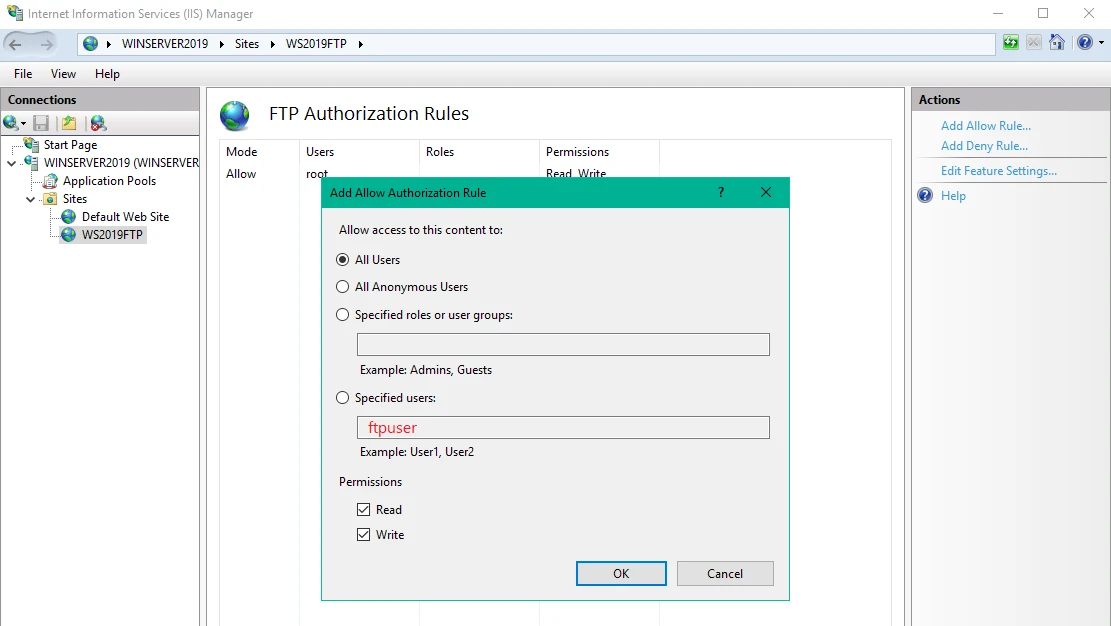 Internet Information Services (IIS) Manager
WINSERVER2019 Sites WS2019FTP
File View Help
Connections
Start Page
WINSERVER2019 (WINSERVER
Application Pools
Sites
Default Web Site
WS2019FTP
FTP Authorization Rules
Mode Users Roles Permissions
Allow root Read, Write
Add Allow Authorization Rule
? 
Allow access to this content to:
All Users
All Anonymous Users
Specified roles or user groups:
Example: Admins, Guests
Specified users:
ftpuser
Example: User1, User2
Permissions
Read
Write
OK Cancel
Actions
Add Allow Rule...
Add Deny Rule...
Edit Feature Settings...
Help